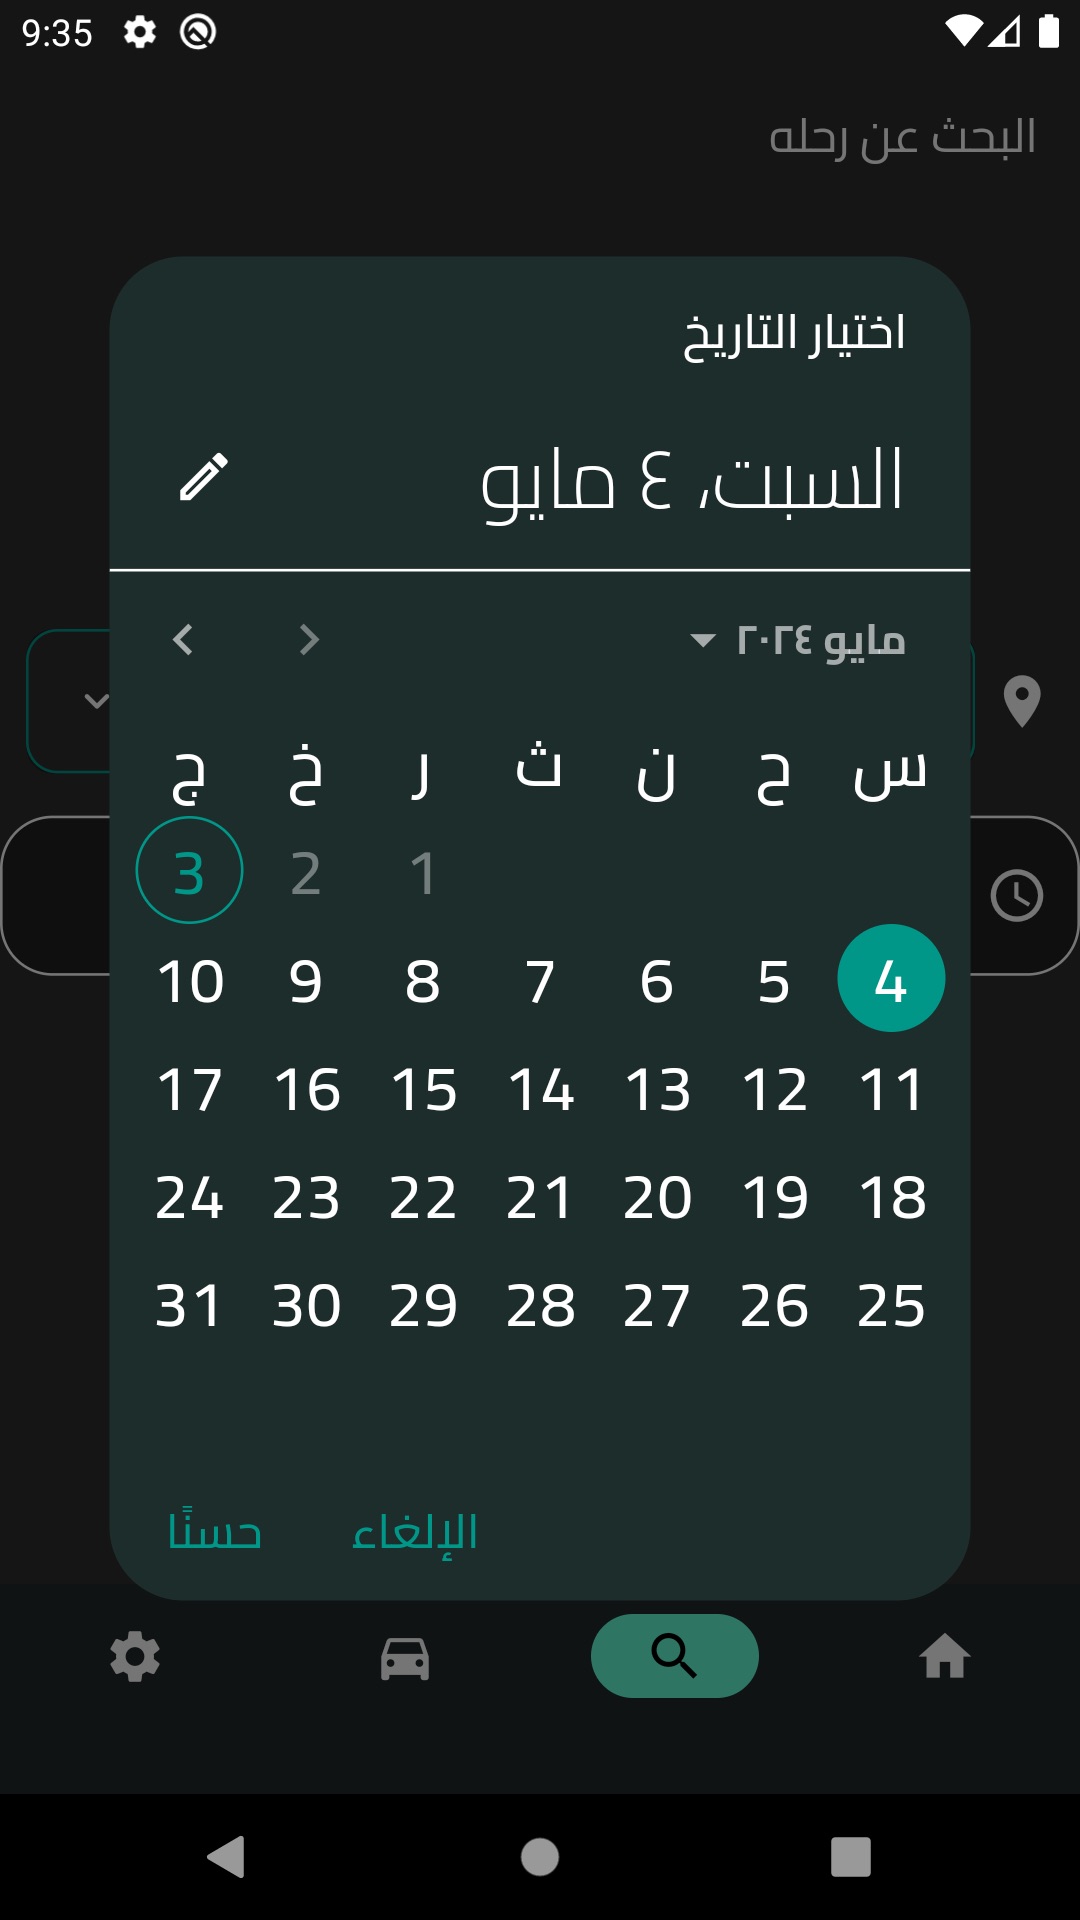 9:35
البحث عن رحله
اختيار التاريخ
السبت، ٤ مايو
مايو ٢٠٢٤
س ح ن ث ر خ ج
1 2 3
4 5 6 7 8 9 10
11 12 13 14 15 16 17
18 19 20 21 22 23 24
25 26 27 28 29 30 31
الإلغاء حسنًا